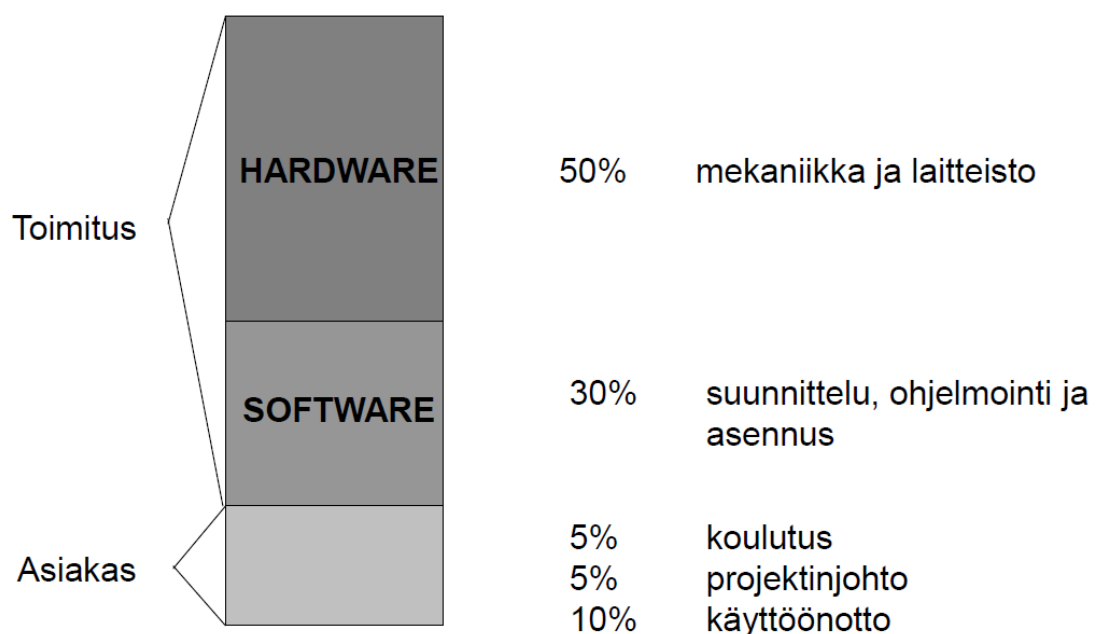 HARDWARE 50% mekaniikka ja laitteisto
Toimitus
SOFTWARE 30% suunnittelu, ohjelmointi ja
asennus
5% koulutus
Asiakas 5% projektinjohto
10% käyttöönotto